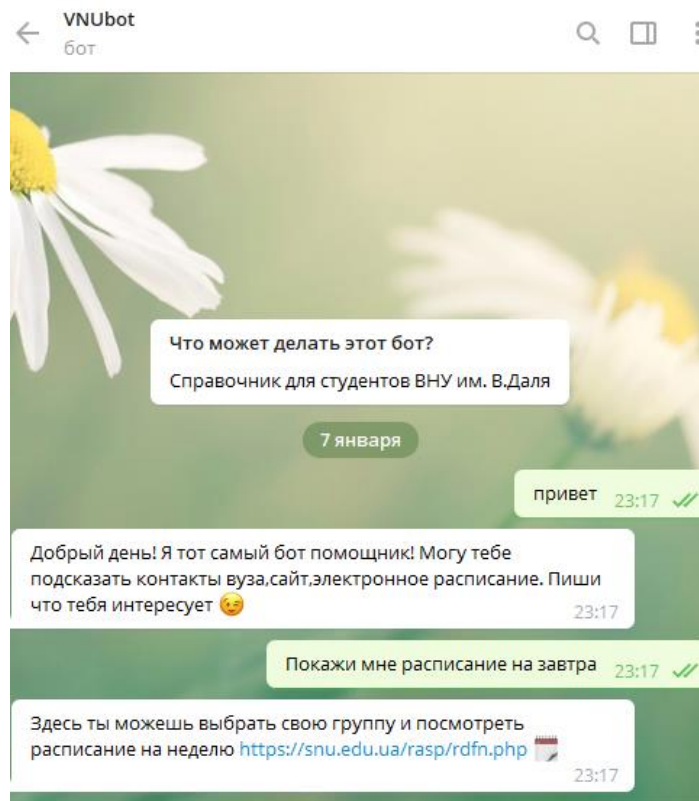 VNUbot
бот
Что может делать этот бот?
Справочник для студентов ВНУ им. В.Даля
7 января
привет 23:17
Добрый день! Я тот самый бот помощник! Могу тебе
подсказать контакты вуза,сайт,электронное расписание. Пиши
что тебя интересует 😉
23:17
Покажи мне расписание на завтра 23:17
Здесь ты можешь выбрать свою группу и посмотреть
расписание на неделю https://snu.edu.ua/rasp/rdfn.php 🗓
23:17